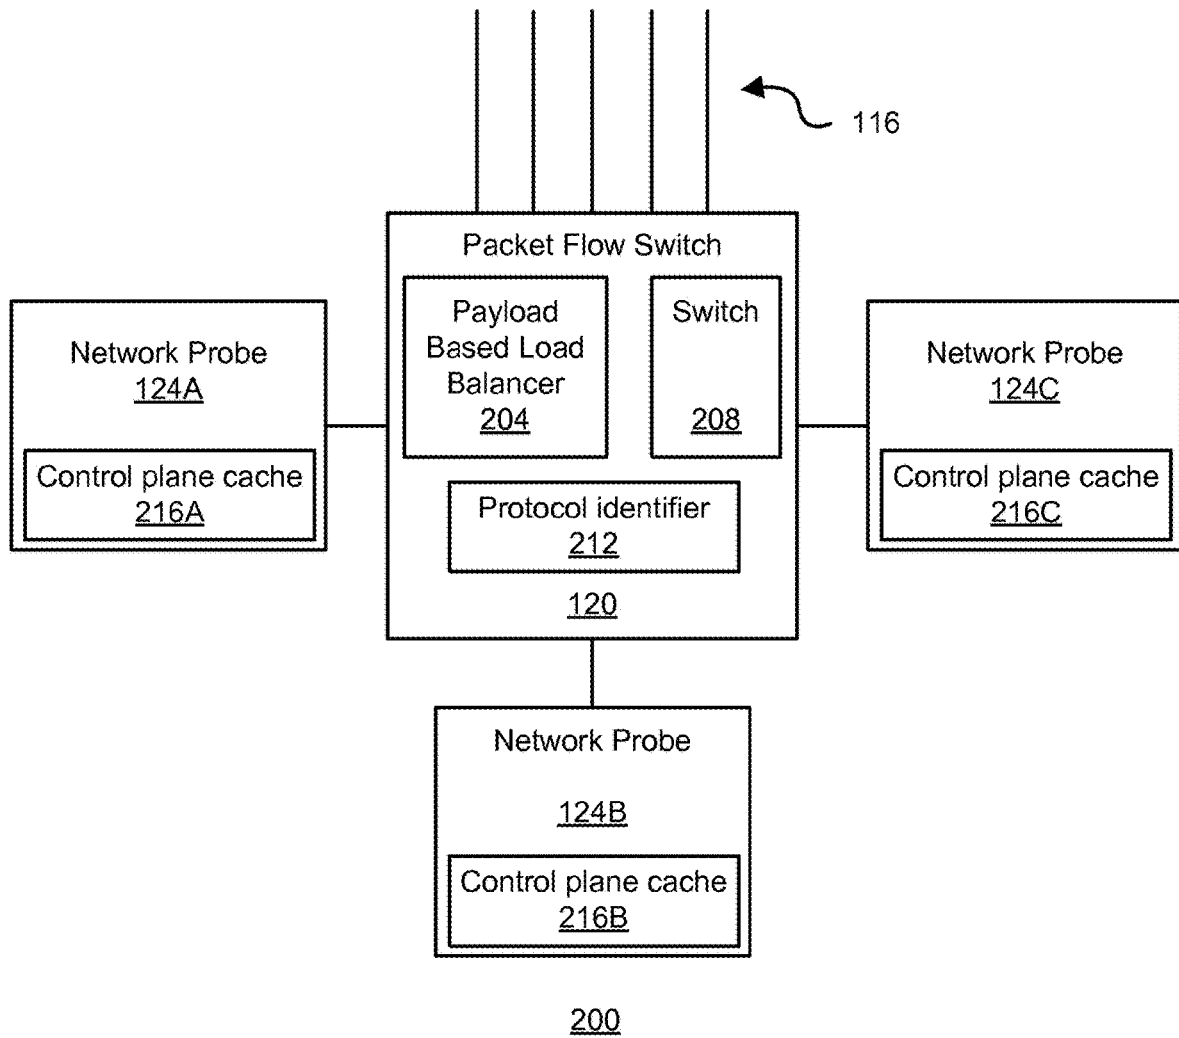 116
Packet Flow Switch
Payload
Based Load
Balancer
204
Switch
208
Protocol identifier
212
120
Network Probe
124A
Control plane cache
216A
Network Probe
124C
Control plane cache
216C
Network Probe
124B
Control plane cache
216B
200